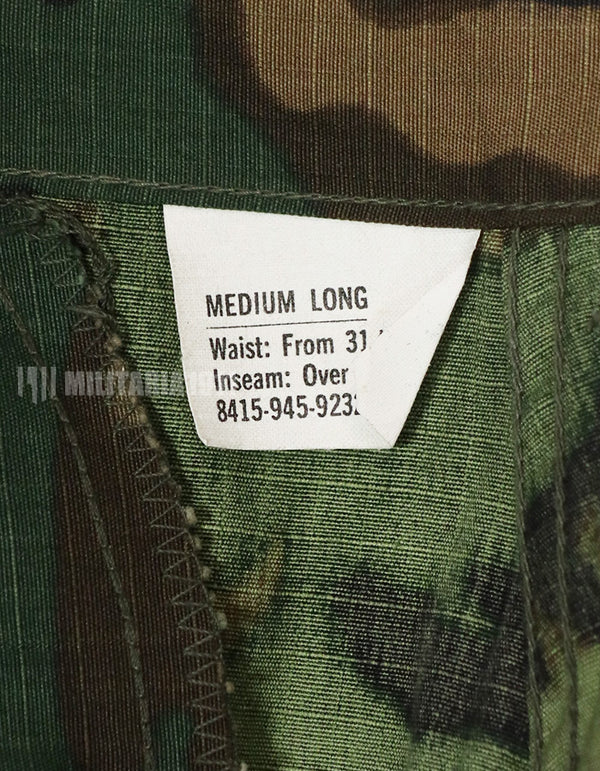 MEDIUM LONG
Waist: From 31
Inseam: Over
8415-945-923